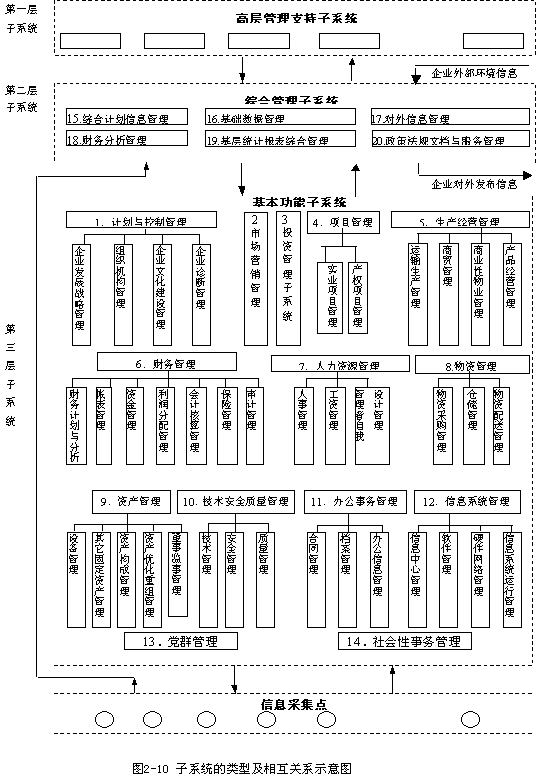 第一层
子系统
高层管理支持子系统
企业外部环境信息
第二层
子系统
综合管理子系统
15.综合计划信息管理
16.基础数据管理
17.对外信息管理
18.财务分析管理
19.基层统计报表综合管理
20.政策法规文档与服务管理
企业对外发布信息
基本功能子系统
第三层子系统
1. 计划与控制管理
企业发展战略管理
组织机构管理
企业文化建设管理
企业诊断管理
2市场营销管理
3投资管理子系统
4. 项目管理
实业项目管理
产权项目管理
5. 生产经营管理
运输生产管理
商贸管理
商业性物业管理
产品经营管理
6. 财务管理
财务计划与分析
账表管理
资金管理
利润分配管理
会计核算管理
保险管理
审计管理
7. 人力资源管理
人事管理
工资管理
管理者自我
设计管理
8.物资管理
物资采购管理
仓储管理
物资配送管理
9. 资产管理
设备管理
其它固定资产管理
资产构成管理
资产优化重组管理
董事监事管理
10. 技术安全质量管理
技术管理
安全管理
质量管理
11. 办公事务管理
合同管理
档案管理
办公信息管理
12. 信息系统管理
信息中心管理
软件管理
硬件网络管理
信息系统运行管理
13. 党群管理
14. 社会性事务管理
信息采集点
图2-10 子系统的类型及相互关系示意图